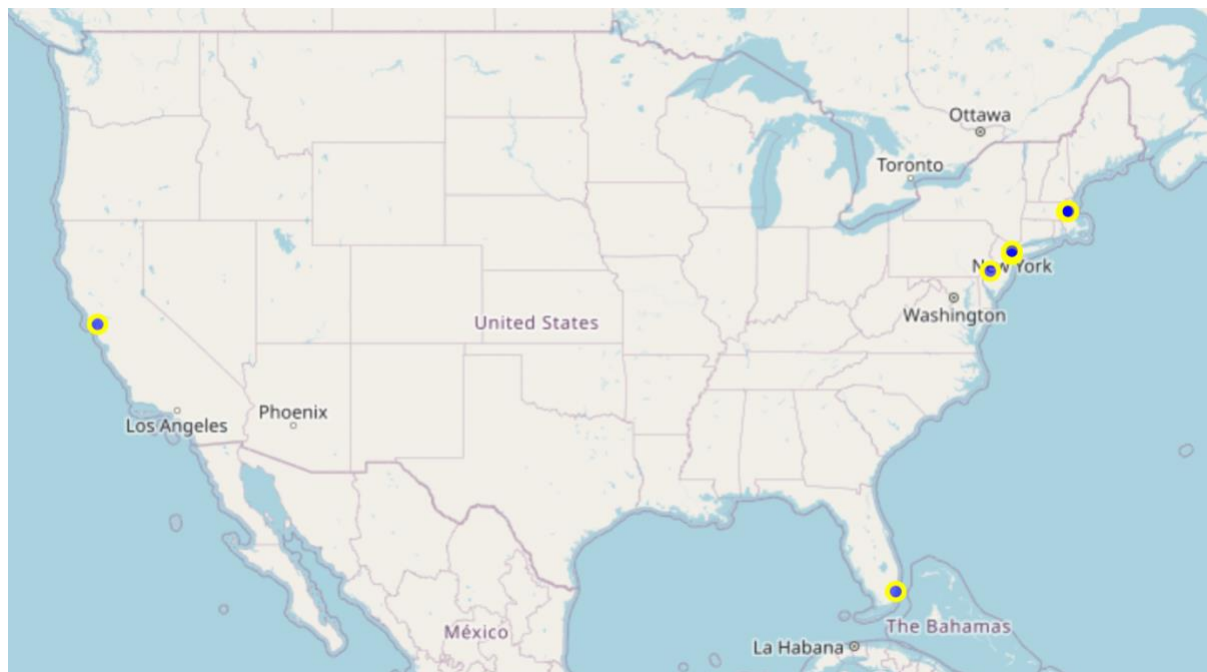 Ottawa
Toronto
New York
Washington
United States
Phoenix
Los Angeles
The Bahamas
México
La Habana